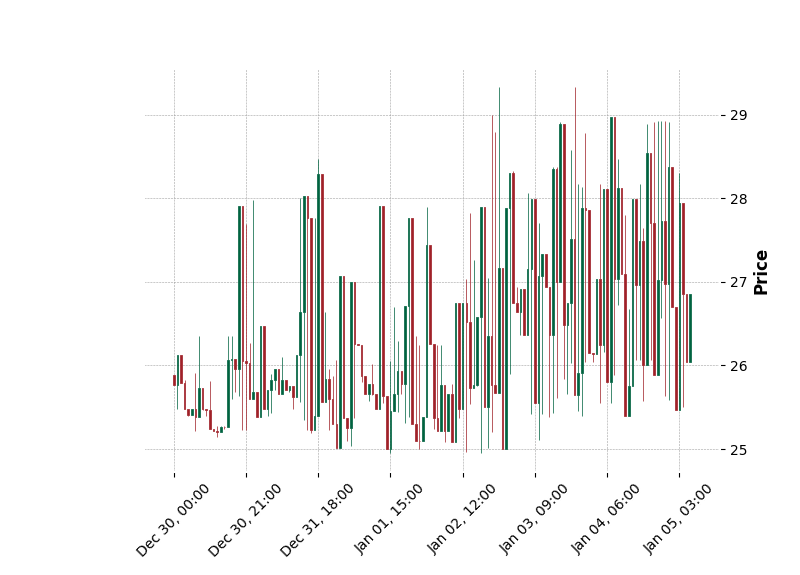 29
28
27
26
25
Price
Dec 30, 00:00
Dec 30, 21:00
Dec 31, 18:00
Jan 01, 15:00
Jan 02, 12:00
Jan 03, 09:00
Jan 04, 06:00
Jan 05, 03:00